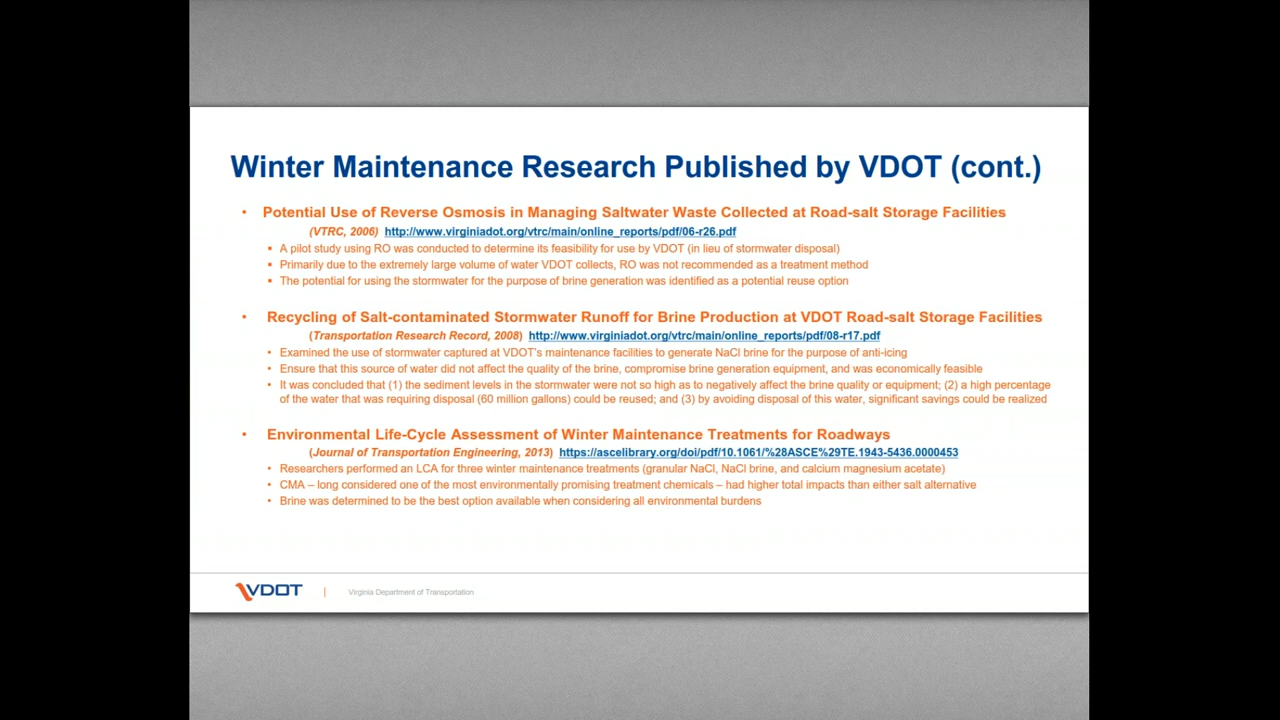 Winter Maintenance Research Published by VDOT (cont.)
• Potential Use of Reverse Osmosis in Managing Saltwater Waste Collected at Road-salt Storage Facilities
(VTRC, 2006) http://www.virginiadot.org/vtrc/main/online_reports/pdf/06-r26.pdf
▪ A pilot study using RO was conducted to determine its feasibility for use by VDOT (in lieu of stormwater disposal)
▪ Primarily due to the extremely large volume of water VDOT collects, RO was not recommended as a treatment method
▪ The potential for using the stormwater for the purpose of brine generation was identified as a potential reuse option
• Recycling of Salt-contaminated Stormwater Runoff for Brine Production at VDOT Road-salt Storage Facilities
(Transportation Research Record, 2008) http://www.virginiadot.org/vtrc/main/online_reports/pdf/08-r17.pdf
• Examined the use of stormwater captured at VDOT's maintenance facilities to generate NaCl brine for the purpose of anti-icing
• Ensure that this source of water did not affect the quality of the brine, compromise brine generation equipment, and was economically feasible
• It was concluded that (1) the sediment levels in the stormwater were not so high as to negatively affect the brine quality or equipment; (2) a high percentage
of the water that was requiring disposal (60 million gallons) could be reused; and (3) by avoiding disposal of this water, significant savings could be realized
• Environmental Life-Cycle Assessment of Winter Maintenance Treatments for Roadways
(Journal of Transportation Engineering, 2013) https://ascelibrary.org/doi/pdf/10.1061/%28ASCE%29TE.1943-5436.0000453
• Researchers performed an LCA for three winter maintenance treatments (granular NaCl, NaCl brine, and calcium magnesium acetate)
• CMA – long considered one of the most environmentally promising treatment chemicals – had higher total impacts than either salt alternative
• Brine was determined to be the best option available when considering all environmental burdens
VDOT | Virginia Department of Transportation